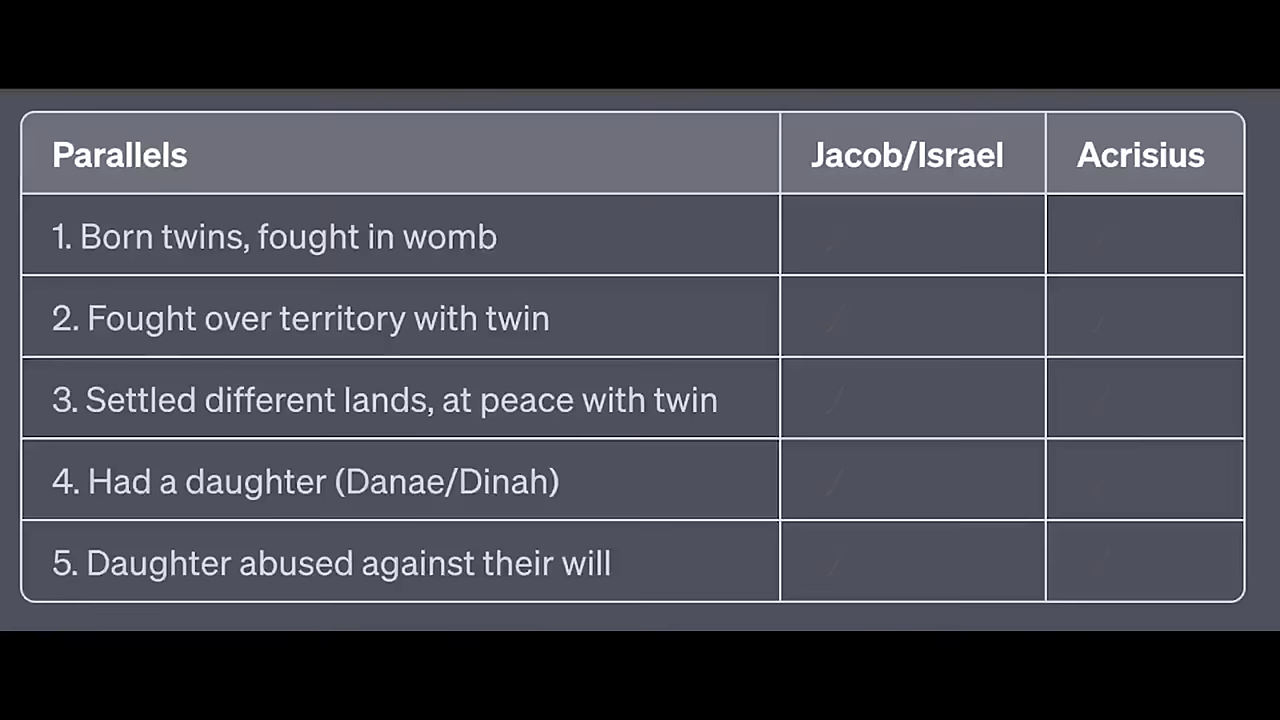 Parallels Jacob/Israel Acrisius
1. Born twins, fought in womb
2. Fought over territory with twin
3. Settled different lands, at peace with twin
4. Had a daughter (Danae/Dinah)
5. Daughter abused against their will